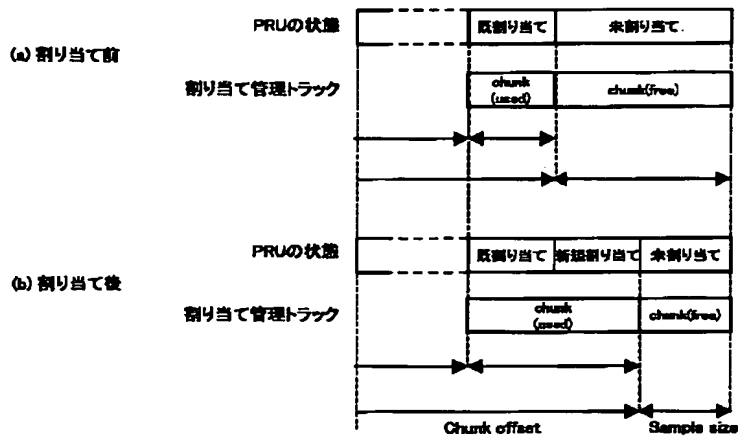 PRUの状態
既割り当て
未割り当て
(a) 割り当て前
割り当て管理トラック
chunk
(used)
chunk(free)
PRUの状態
既割り当て
新規割り当て
未割り当て
(b) 割り当て後
割り当て管理トラック
chunk
(used)
chunk(free)
Chunk offset
Sample size